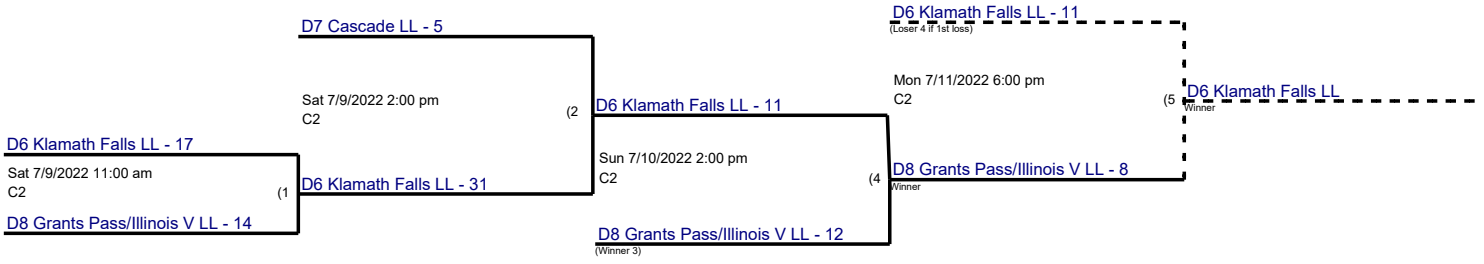 D6 Klamath Falls LL - 11
(Loser 4 if 1st loss)
D7 Cascade LL - 5
Mon 7/11/2022 6:00 pm
C2
(5
D6 Klamath Falls LL
Winner
Sat 7/9/2022 2:00 pm
C2
(2
D6 Klamath Falls LL - 11
D6 Klamath Falls LL - 17
Sat 7/9/2022 11:00 am
C2
(1
D6 Klamath Falls LL - 31
Sun 7/10/2022 2:00 pm
C2
(4
D8 Grants Pass/Illinois V LL - 8
Winner
D8 Grants Pass/Illinois V LL - 14
D8 Grants Pass/Illinois V LL - 12
(Winner 3)